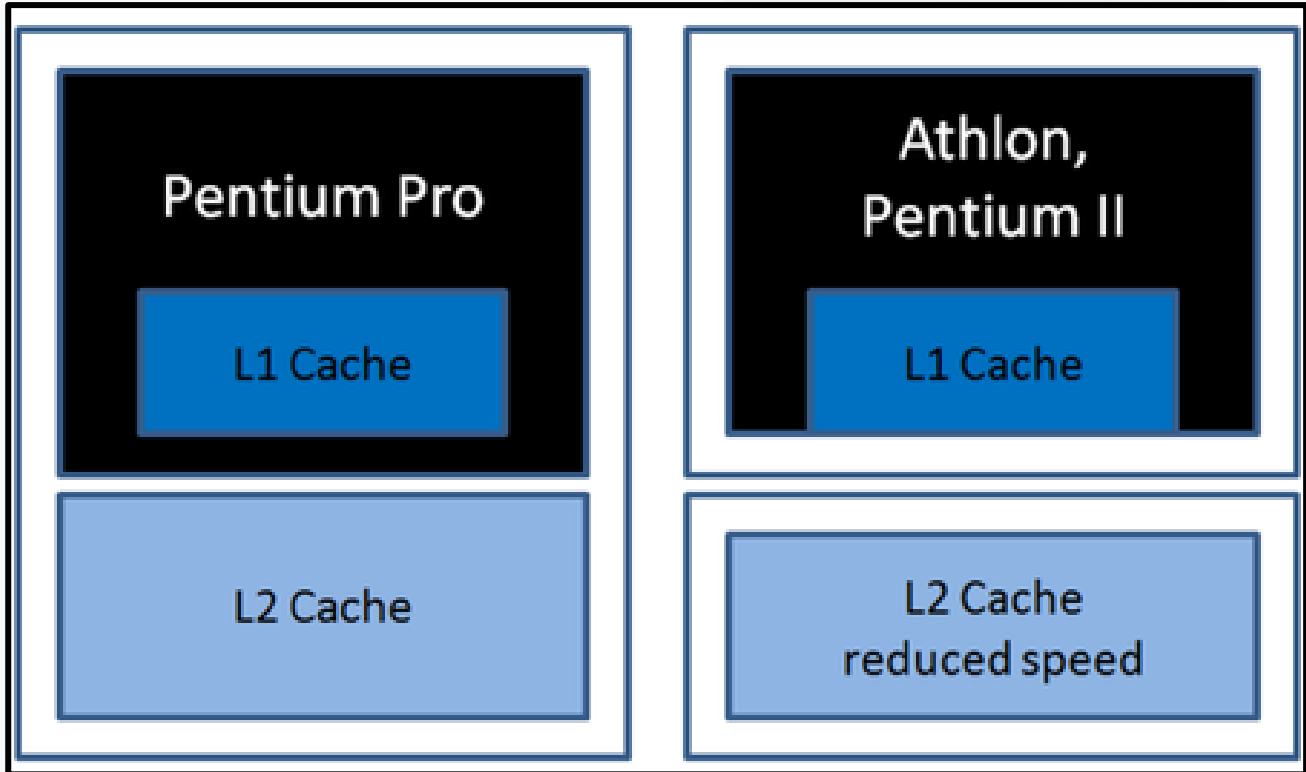 Pentium Pro
L1 Cache
L2 Cache
Athlon,
Pentium II
L1 Cache
L2 Cache
reduced speed